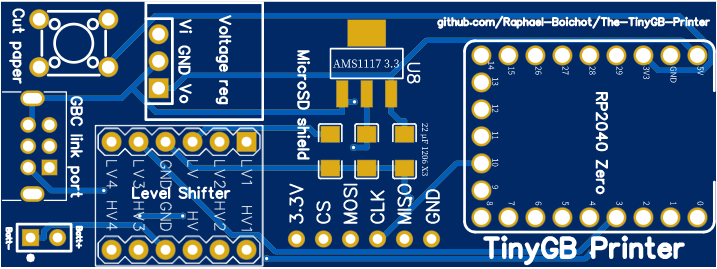 github.com/Raphael-Boichot/The-TinyGB-Printer
Cut paper
Vi GND Vo
Voltage reg
AMS1117 3.3
U8
MicroSD shield
22 µF 1206 X3
GBC link port
LV4 LV3 GND LV LV2 LV1
Level Shifter
HV4 HV3 GND HV HV2 HV1
Batt-
Batt+
3.3V CS MOSI CLK MISO GND
14 15 26 27 28 29 3V3 GND 5V
13
12
11
10
9
8 7 6 5 4 3 2 1 0
RP2040 Zero
TinyGB Printer